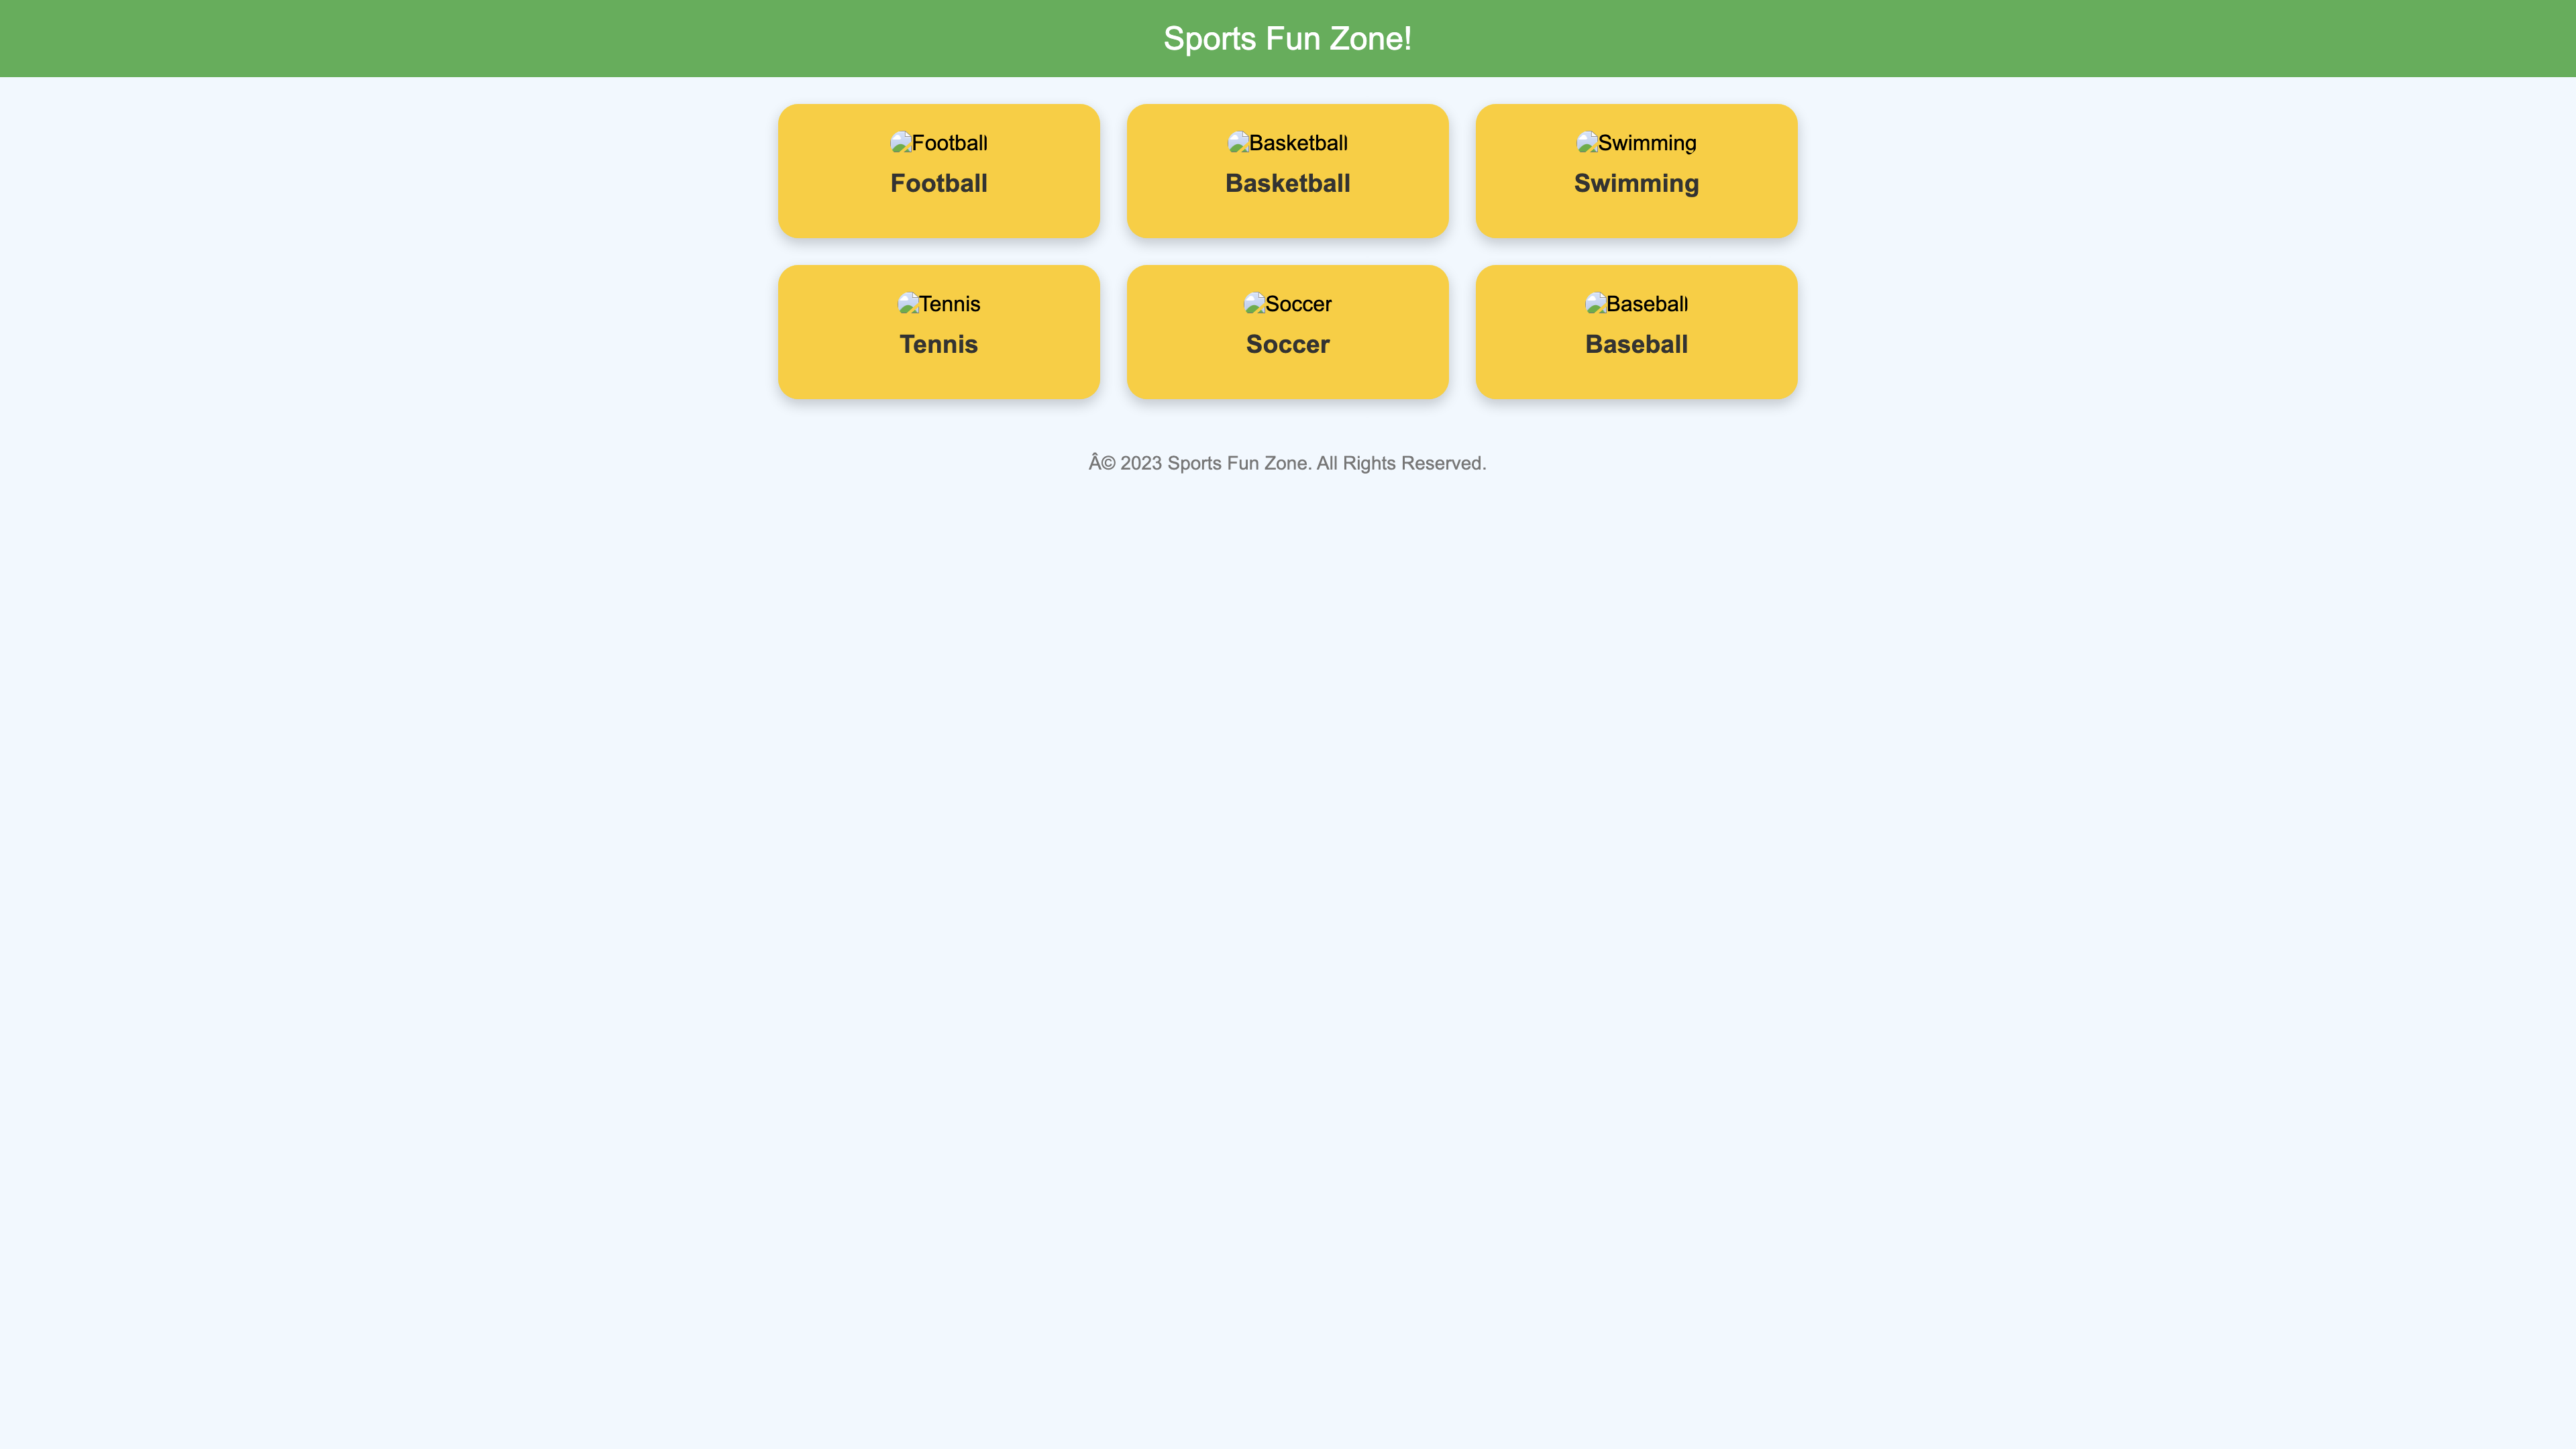 Sports Fun Zone!
Football Basketball Swimming
Football Basketball Swimming
Tennis Soccer Baseball
Tennis Soccer Baseball
Â© 2023 Sports Fun Zone. All Rights Reserved.